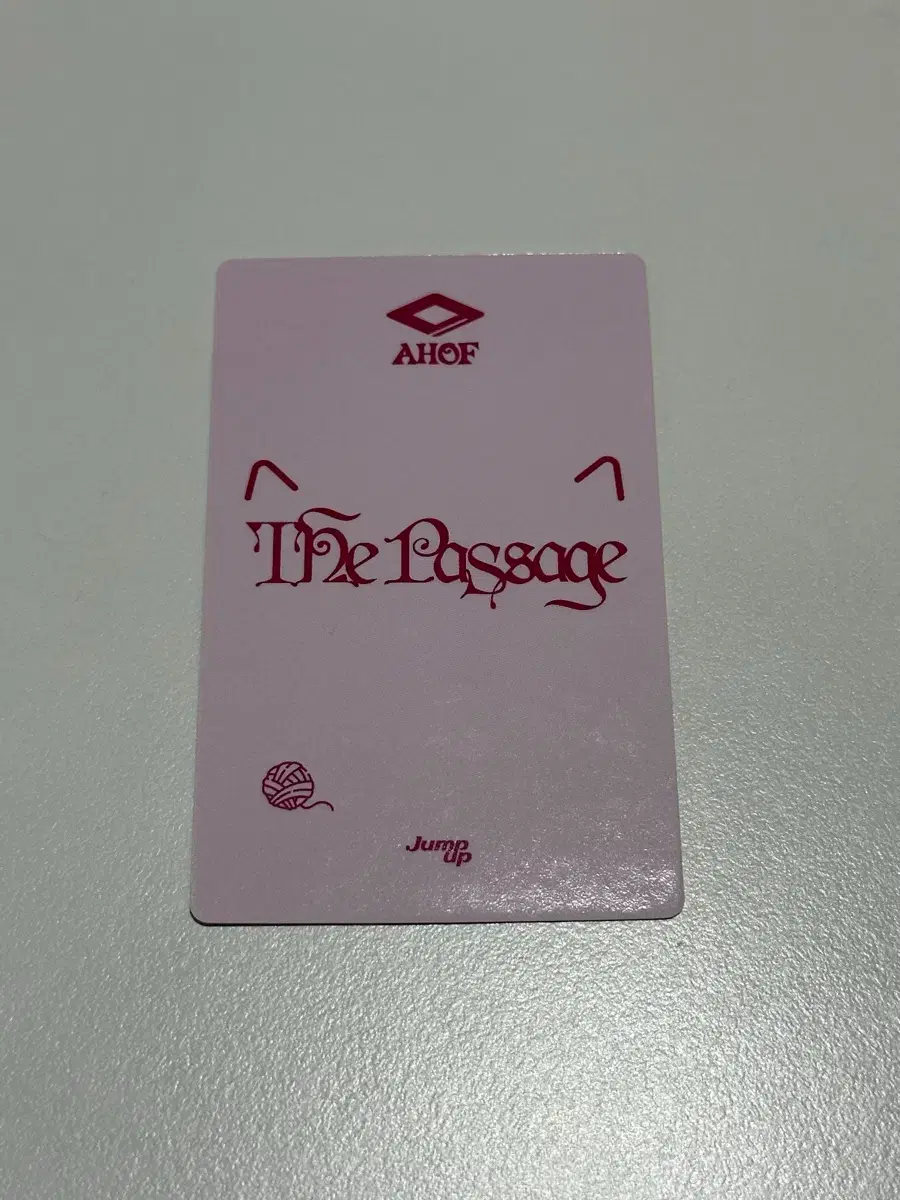 AHOF
The Passage
Jump
up